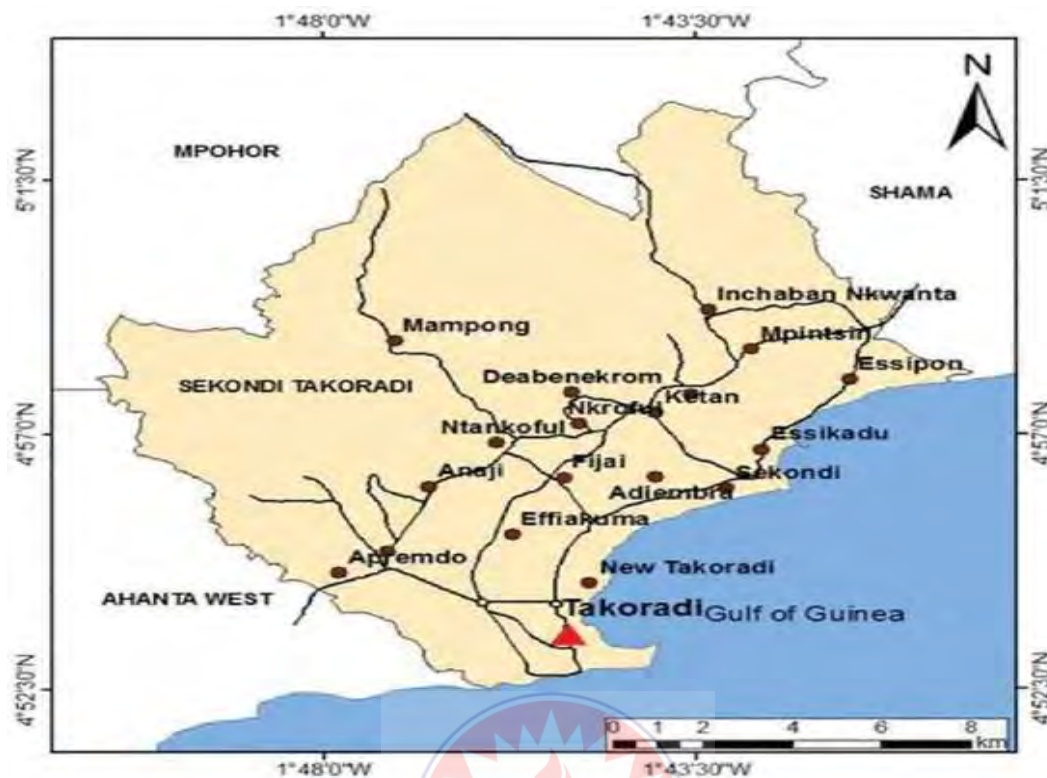 1°48'0"W 1°43'30"W
N
MPOHOR
5°1'30"N 5°1'30"N
SHAMA
Inchaban Nkwanta
Mampong
Mpintsin
Essipon
Deabenekrom
SEKONDI TAKORADI
Ketan
Nkroful
Ntankoful
4°57'0"N 4°57'0"N
Essikadu
Fijai
Anaji
Sekondi
Adiembra
Effiakuma
Apremdo
New Takoradi
AHANTA WEST
Takoradi
Gulf of Guinea
4°52'30"N 4°52'30"N
0 1 2 4 6 8
km
1°48'0"W 1°43'30"W